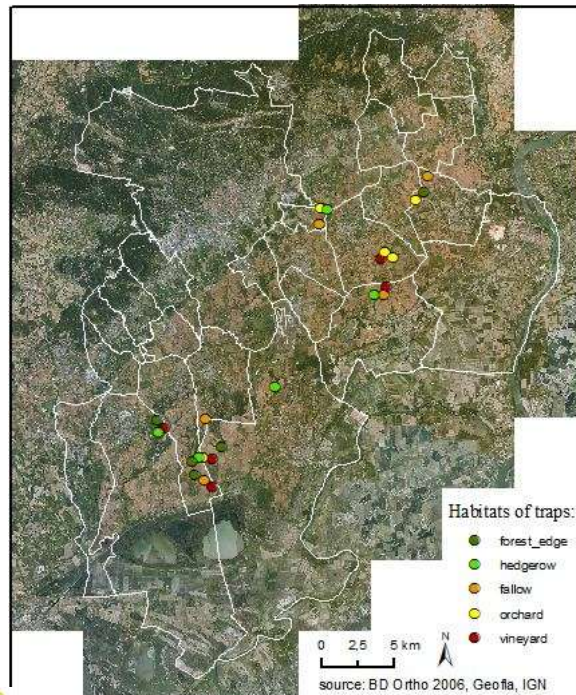 Habitats of traps:
forest_edge
hedgerow
fallow
orchard
vineyard
0 2,5 5 km
N
source: BD Ortho 2006, Geofla, IGN